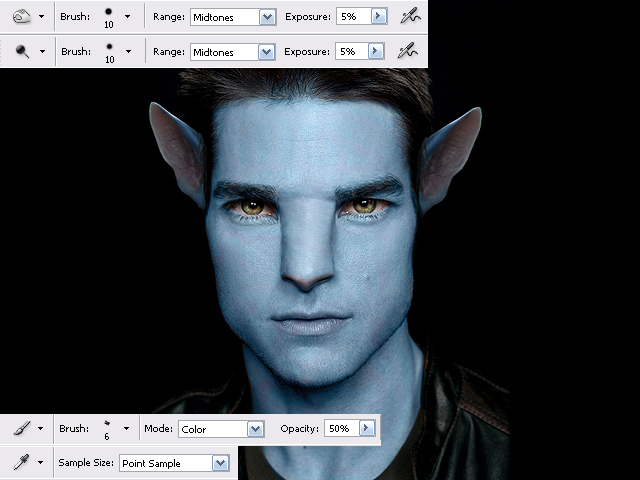 Brush: 10 Range: Midtones Exposure: 5%
Brush: 10 Range: Midtones Exposure: 5%
Brush: 6 Mode: Color Opacity: 50%
Sample Size: Point Sample